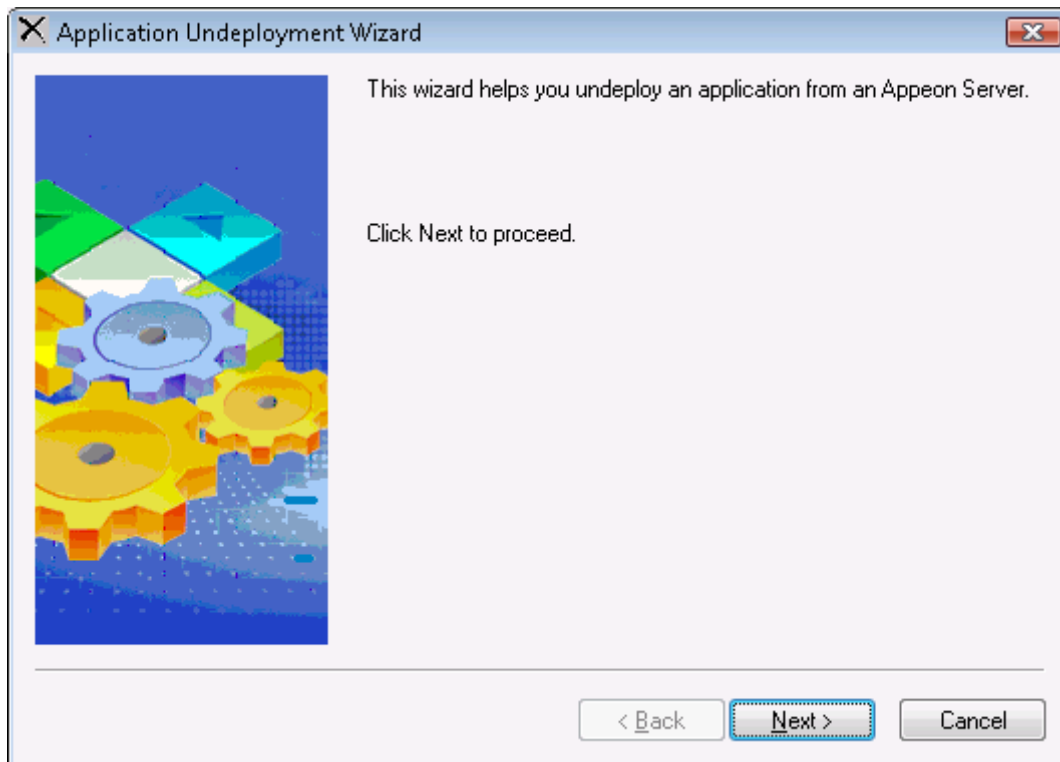 Application Undeployment Wizard
This wizard helps you undeploy an application from an Appeon Server.
Click Next to proceed.
< Back Next > Cancel